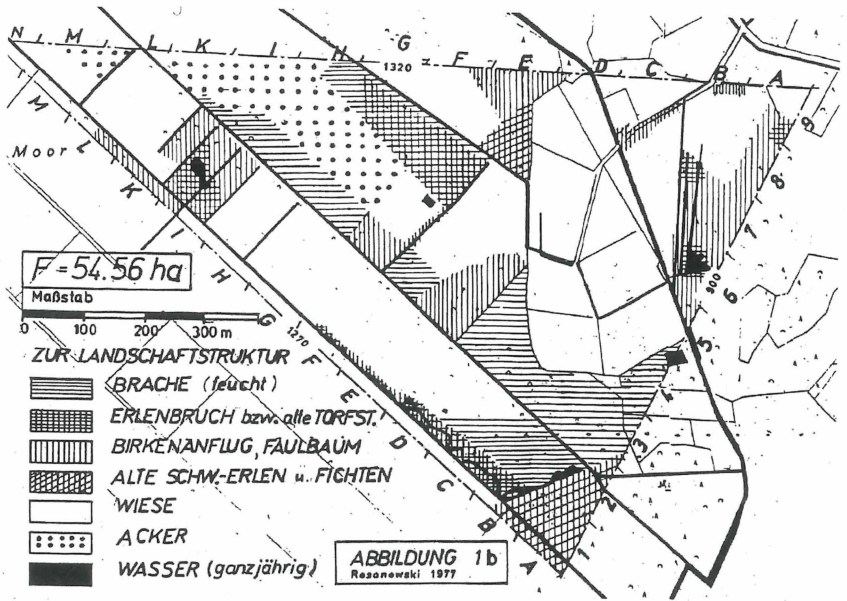 N M L K I H G F E D C B A
1320
M L K I H G F E D C B A
1270
9 8 7 6 5 4 3 2 1
900
Moor
F = 54.56 ha
Maßstab
0 100 200 300 m
ZUR LANDSCHAFTSTRUKTUR
BRACHE (feucht)
ERLENBRUCH bzw. alte TORFST.
BIRKENANFLUG, FAULBAUM
ALTE SCHW.-ERLEN u. FICHTEN
WIESE
ACKER
WASSER (ganzjährig)
ABBILDUNG 1b
Rosanowski 1977